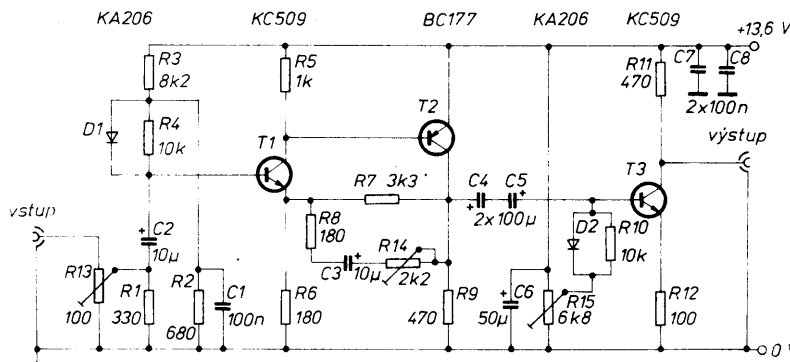 KA206 KC509 BC177 KA206 KC509
+13,6 V
R3
8k2
R5
1k
R11
470
C7
C8
2x100n
T2
D1
R4
10k
T1
výstup
R7 3k3
C4 C5
2x100µ
T3
vstup
R8
180
D2
R10
10k
C2
10µ
C3
10µ
R14
2k2
R13
100
R1
330
R2
680
C1
100n
R6
180
R9
470
C6
50µ
R15
6k8
R12
100
0